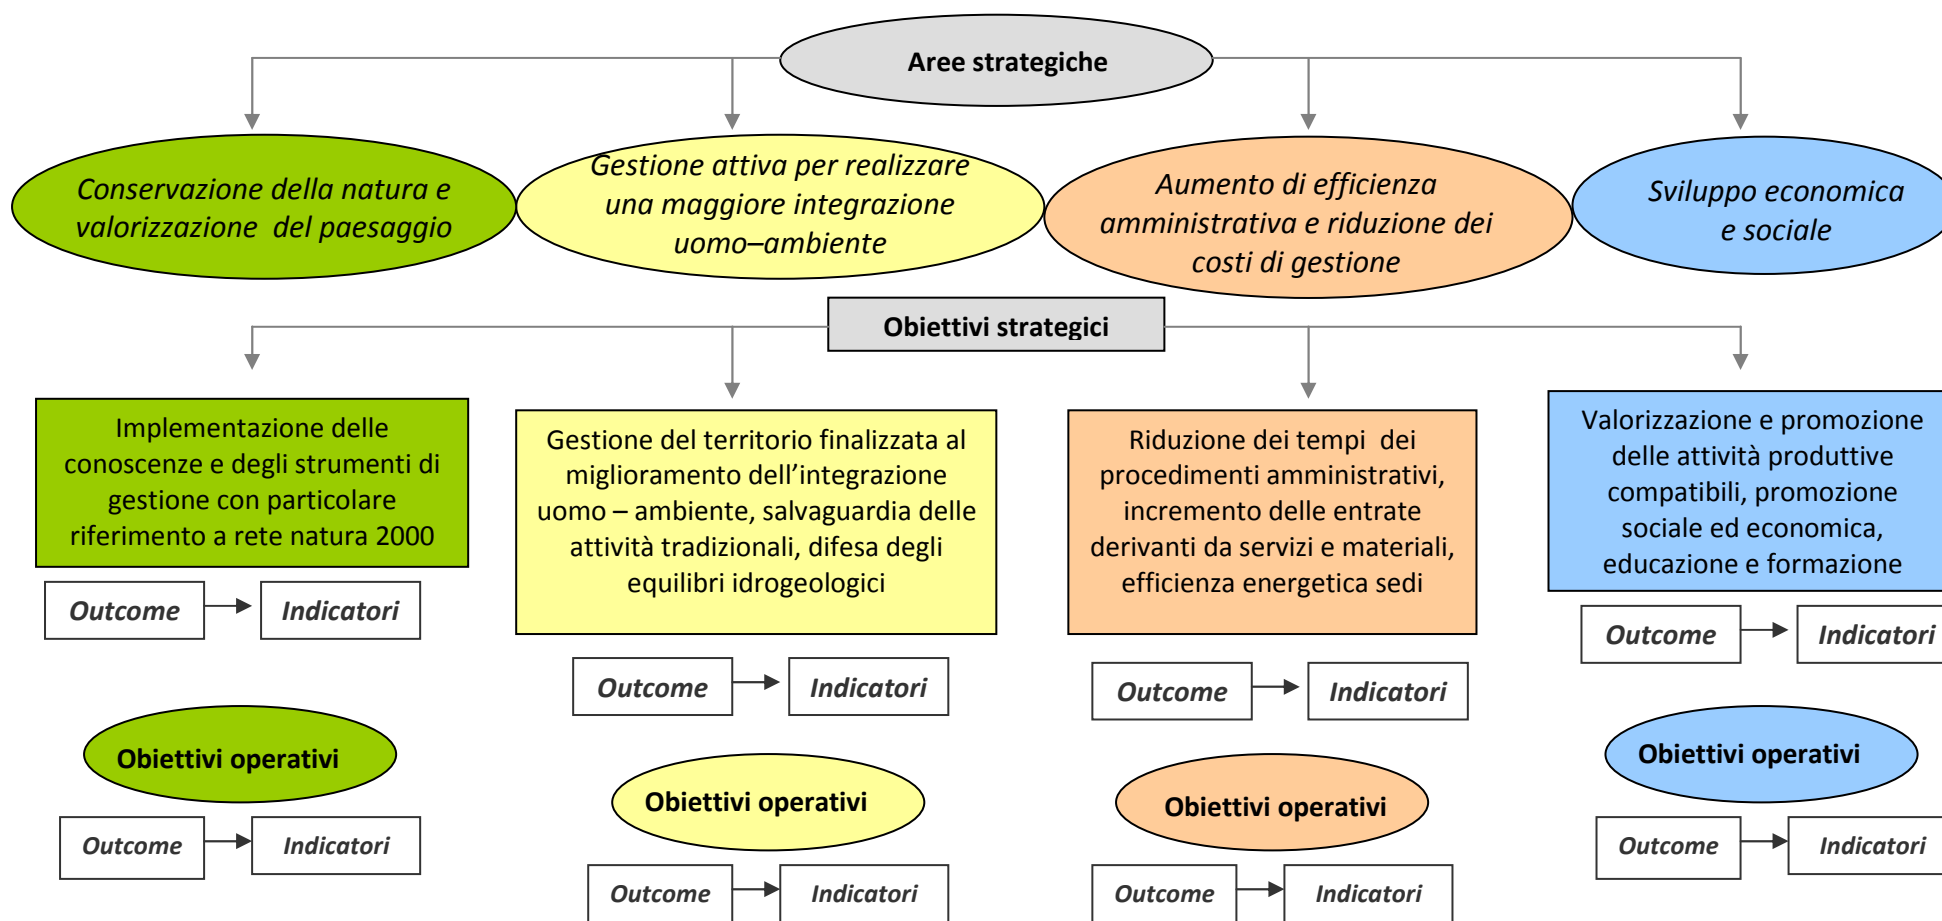 Aree strategiche
Conservazione della natura e
valorizzazione del paesaggio
Gestione attiva per realizzare
una maggiore integrazione
uomo–ambiente
Aumento di efficienza
amministrativa e riduzione dei
costi di gestione
Sviluppo economica
e sociale
Obiettivi strategici
Implementazione delle
conoscenze e degli strumenti di
gestione con particolare
riferimento a rete natura 2000
Gestione del territorio finalizzata al
miglioramento dell’integrazione
uomo – ambiente, salvaguardia delle
attività tradizionali, difesa degli
equilibri idrogeologici
Riduzione dei tempi dei
procedimenti amministrativi,
incremento delle entrate
derivanti da servizi e materiali,
efficienza energetica sedi
Valorizzazione e promozione
delle attività produttive
compatibili, promozione
sociale ed economica,
educazione e formazione
Outcome
Indicatori
Outcome
Indicatori
Outcome
Indicatori
Outcome
Indicatori
Obiettivi operativi
Obiettivi operativi
Obiettivi operativi
Obiettivi operativi
Outcome
Indicatori
Outcome
Indicatori
Outcome
Indicatori
Outcome
Indicatori